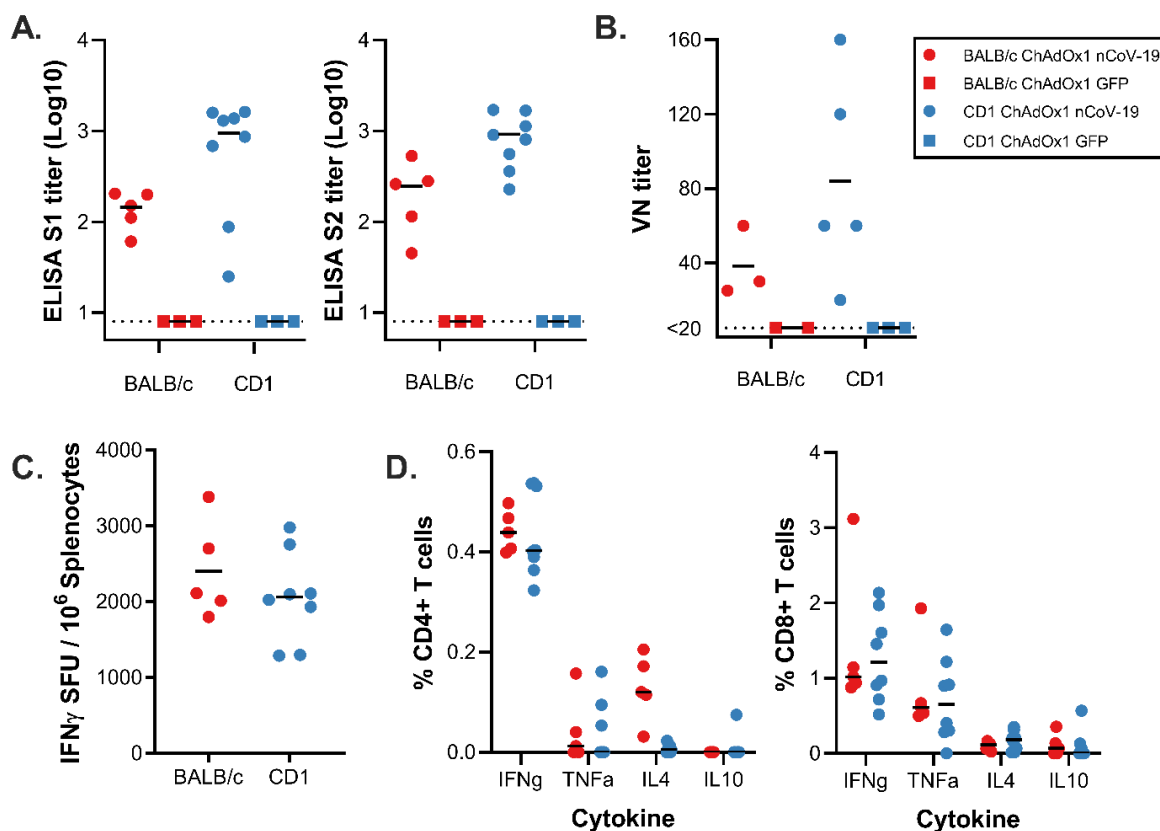 A.
ELISA S1 titer (Log10)
4
3
2
1
BALB/c CD1
ELISA S2 titer (Log10)
4
3
2
1
BALB/c CD1
B.
VN titer
160
120
80
40
<20
BALB/c CD1
BALB/c ChAdOx1 nCoV-19
BALB/c ChAdOx1 GFP
CD1 ChAdOx1 nCoV-19
CD1 ChAdOx1 GFP
C.
IFNγ SFU / 10⁶ Splenocytes
4000
3000
2000
1000
0
BALB/c CD1
D.
% CD4+ T cells
0.6
0.4
0.2
0.0
IFNg TNFa IL4 IL10
Cytokine
% CD8+ T cells
4
3
2
1
0
IFNg TNFa IL4 IL10
Cytokine